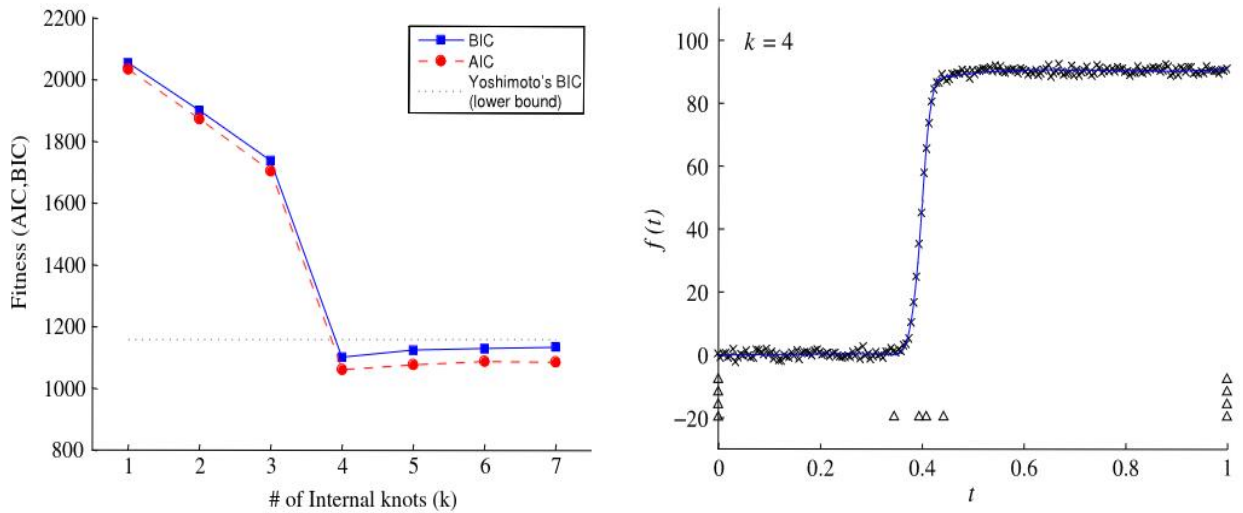 2200
2000
1800
1600
1400
1200
1000
800
1 2 3 4 5 6 7
Fitness (AIC,BIC)
# of Internal knots (k)
BIC
AIC
Yoshimoto's BIC
(lower bound)
k = 4
100
80
60
40
20
0
−20
0 0.2 0.4 0.6 0.8 1
f (t)
t